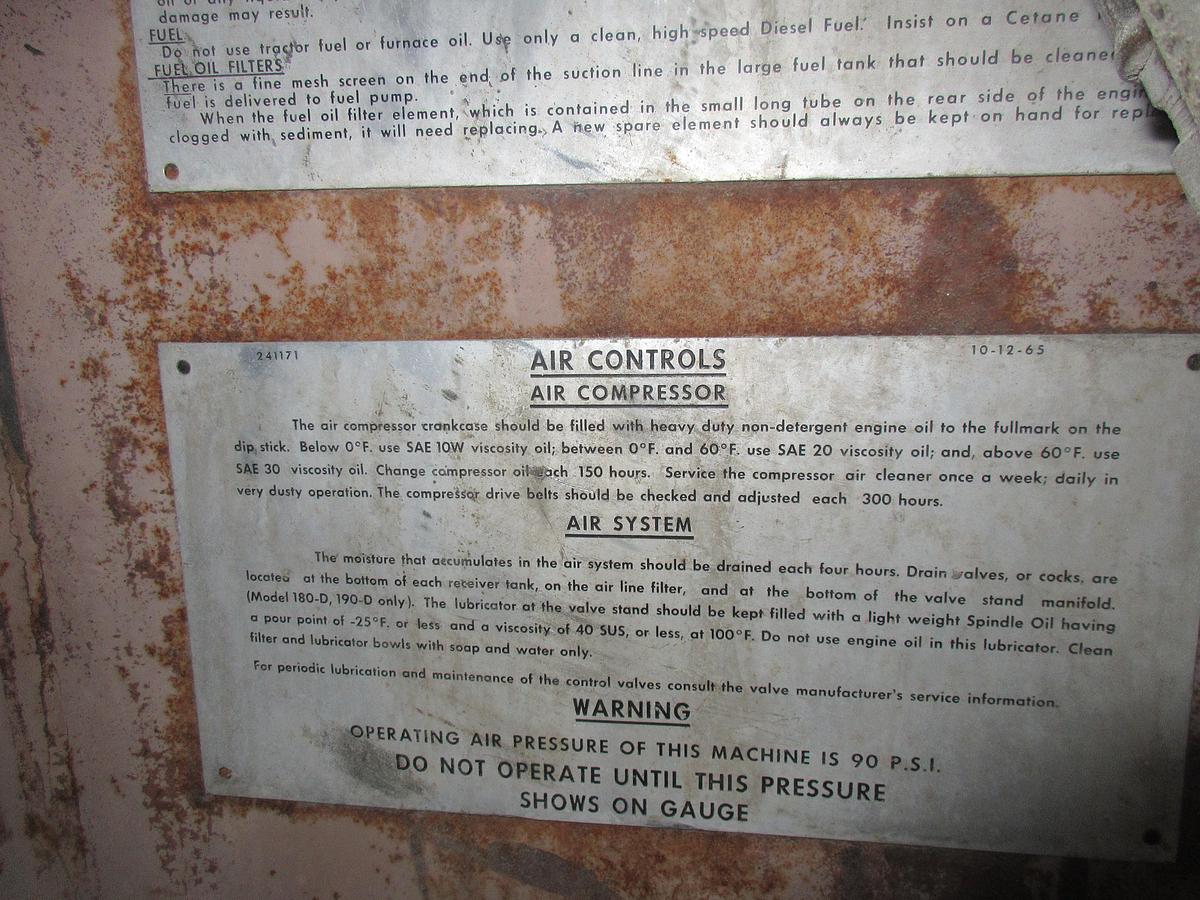 damage may result.
FUEL
Do not use tractor fuel or furnace oil. Use only a clean, high speed Diesel Fuel. Insist on a Cetane
FUEL OIL FILTERS
There is a fine mesh screen on the end of the suction line in the large fuel tank that should be
fuel is delivered to fuel pump.
When the fuel oil filter element, which is contained in the small long tube on the rear side of the
clogged with sediment, it will need replacing. A new spare element should always be kept on hand for
241171
10-12-65
AIR CONTROLS
AIR COMPRESSOR
The air compressor crankcase should be filled with heavy duty non-detergent engine oil to the fullmark on the
dip stick. Below 0°F. use SAE 10W viscosity oil; between 0°F. and 60°F. use SAE 20 viscosity oil; and, above 60°F. use
SAE 30 viscosity oil. Change compressor oil each 150 hours. Service the compressor air cleaner once a week; daily in
very dusty operation. The compressor drive belts should be checked and adjusted each 300 hours.
AIR SYSTEM
The moisture that accumulates in the air system should be drained each four hours. Drain valves, or cocks, are
located at the bottom of each receiver tank, on the air line filter, and at the bottom of the valve stand manifold.
(Model 180-D, 190-D only). The lubricator at the valve stand should be kept filled with a light weight Spindle Oil having
a pour point of -25°F. or less and a viscosity of 40 SUS, or less, at 100°F. Do not use engine oil in this lubricator. Clean
filter and lubricator bowls with soap and water only.
For periodic lubrication and maintenance of the control valves consult the valve manufacturer's service information.
WARNING
OPERATING AIR PRESSURE OF THIS MACHINE IS 90 P.S.I.
DO NOT OPERATE UNTIL THIS PRESSURE
SHOWS ON GAUGE